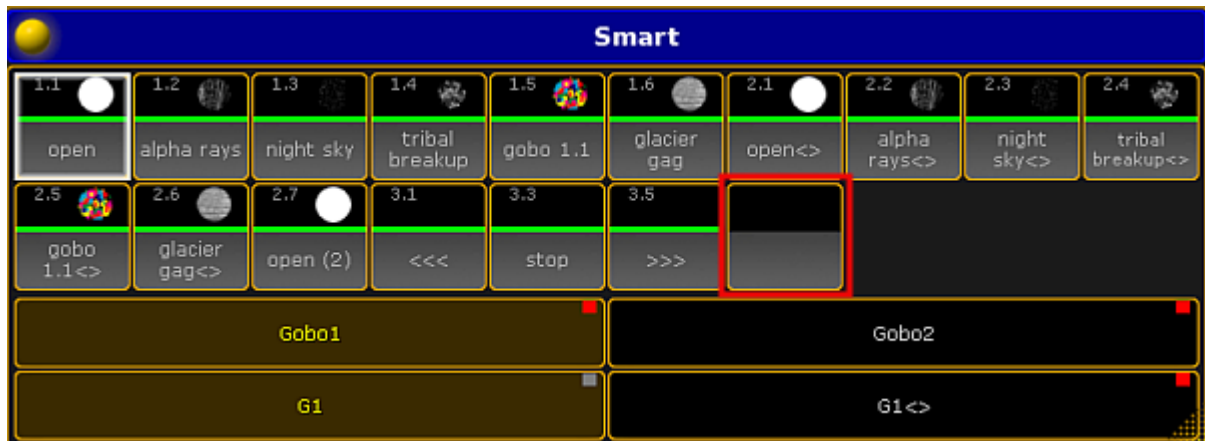 Smart
1.1 1.2 1.3 1.4 1.5 1.6 2.1 2.2 2.3 2.4
open alpha rays night sky tribal breakup gobo 1.1 glacier gag open<> alpha rays<> night sky<> tribal breakup<>
2.5 2.6 2.7 3.1 3.3 3.5
gobo 1.1<> glacier gag<> open (2) <<< stop >>>
Gobo1 Gobo2
G1 G1<>